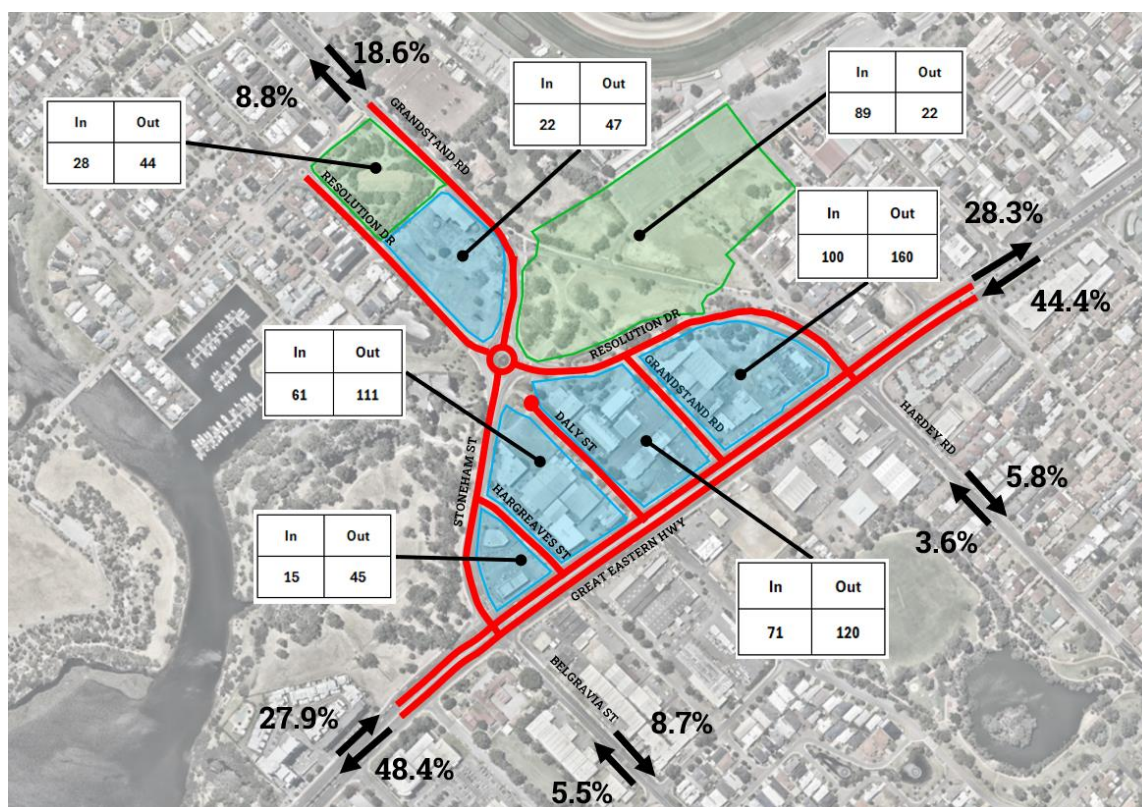 18.6%
8.8%
GRANDSTAND RD
In Out
28 44
In Out
22 47
In Out
89 22
RESOLUTION DR
In Out
100 160
28.3%
44.4%
RESOLUTION DR
GRANDSTAND RD
In Out
61 111
DALY ST
HARDEY RD
STONEHAM ST
HARGREAVES ST
5.8%
3.6%
In Out
15 45
GREAT EASTERN HWY
In Out
71 120
BELGRAVIA ST
27.9%
48.4%
8.7%
5.5%